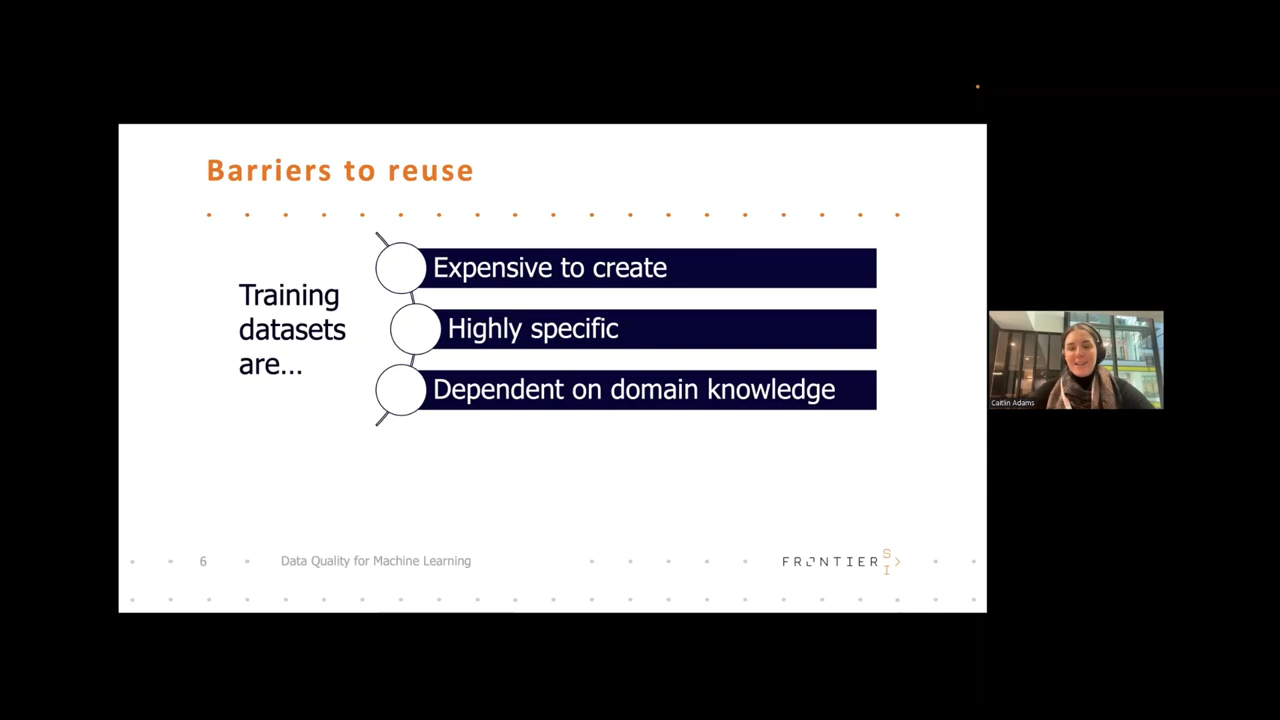 Barriers to reuse
Training
datasets
are...
Expensive to create
Highly specific
Dependent on domain knowledge
6
Data Quality for Machine Learning
FRONTIER SI
Caitlin Adams